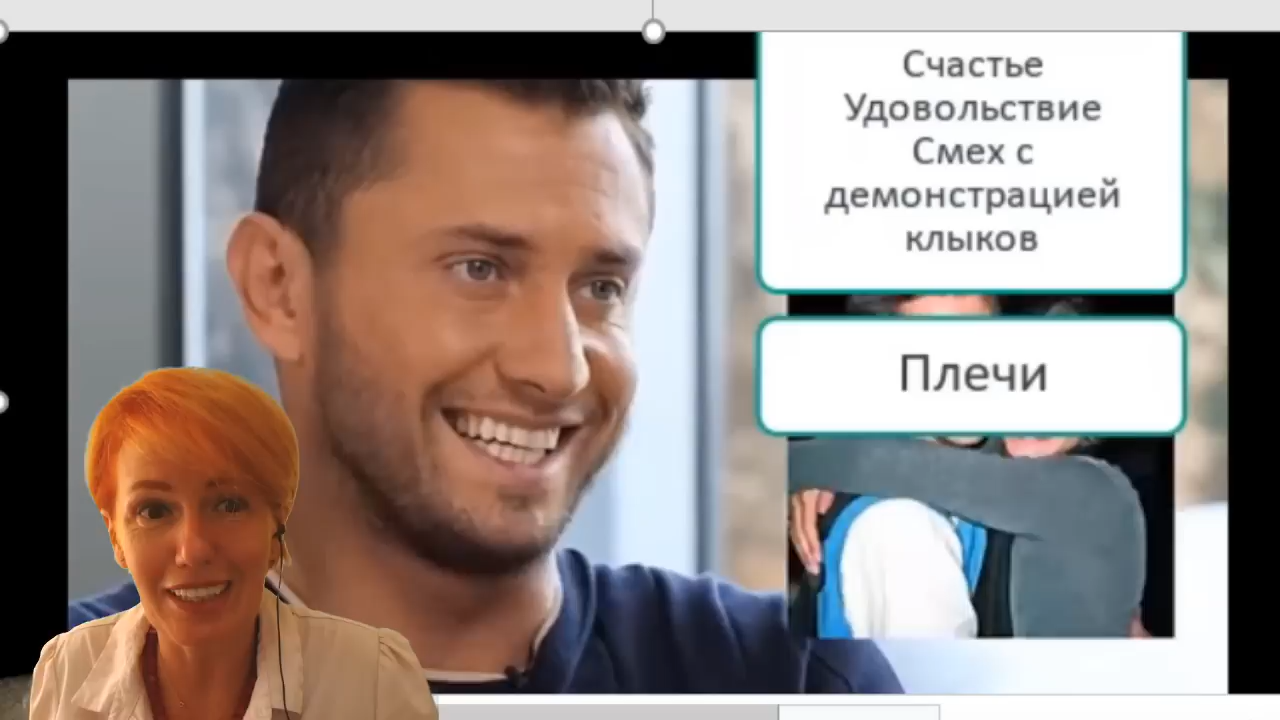 Счастье
Удовольствие
Смех с
демонстрацией
клыков
Плечи